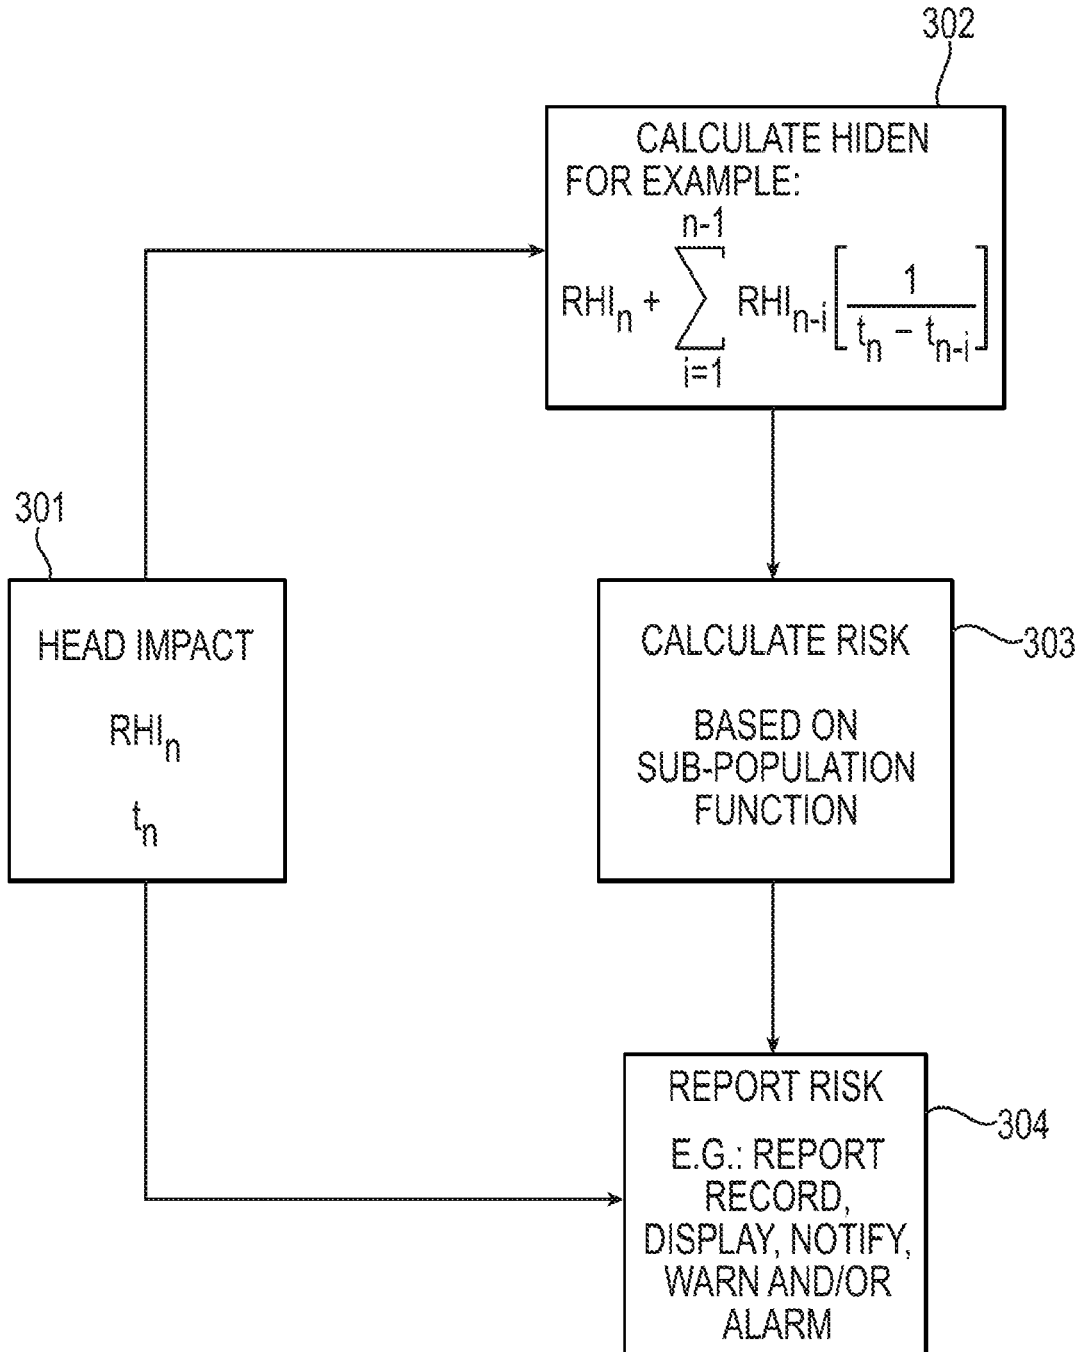 302
CALCULATE HIDEN
FOR EXAMPLE:
n-1
RHIn + ∑ RHIn-i [ 1 / tn − tn-i ]
i=1
301
HEAD IMPACT
RHIn
tn
CALCULATE RISK
303
BASED ON
SUB-POPULATION
FUNCTION
REPORT RISK
304
E.G.: REPORT
RECORD,
DISPLAY, NOTIFY,
WARN AND/OR
ALARM